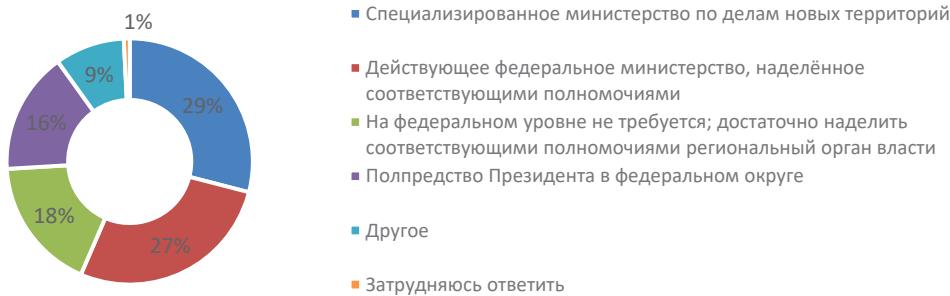 1%
9%
29%
16%
18%
27%
Специализированное министерство по делам новых территорий
Действующее федеральное министерство, наделённое
соответствующими полномочиями
На федеральном уровне не требуется; достаточно наделить
соответствующими полномочиями региональный орган власти
Полпредство Президента в федеральном округе
Другое
Затрудняюсь ответить